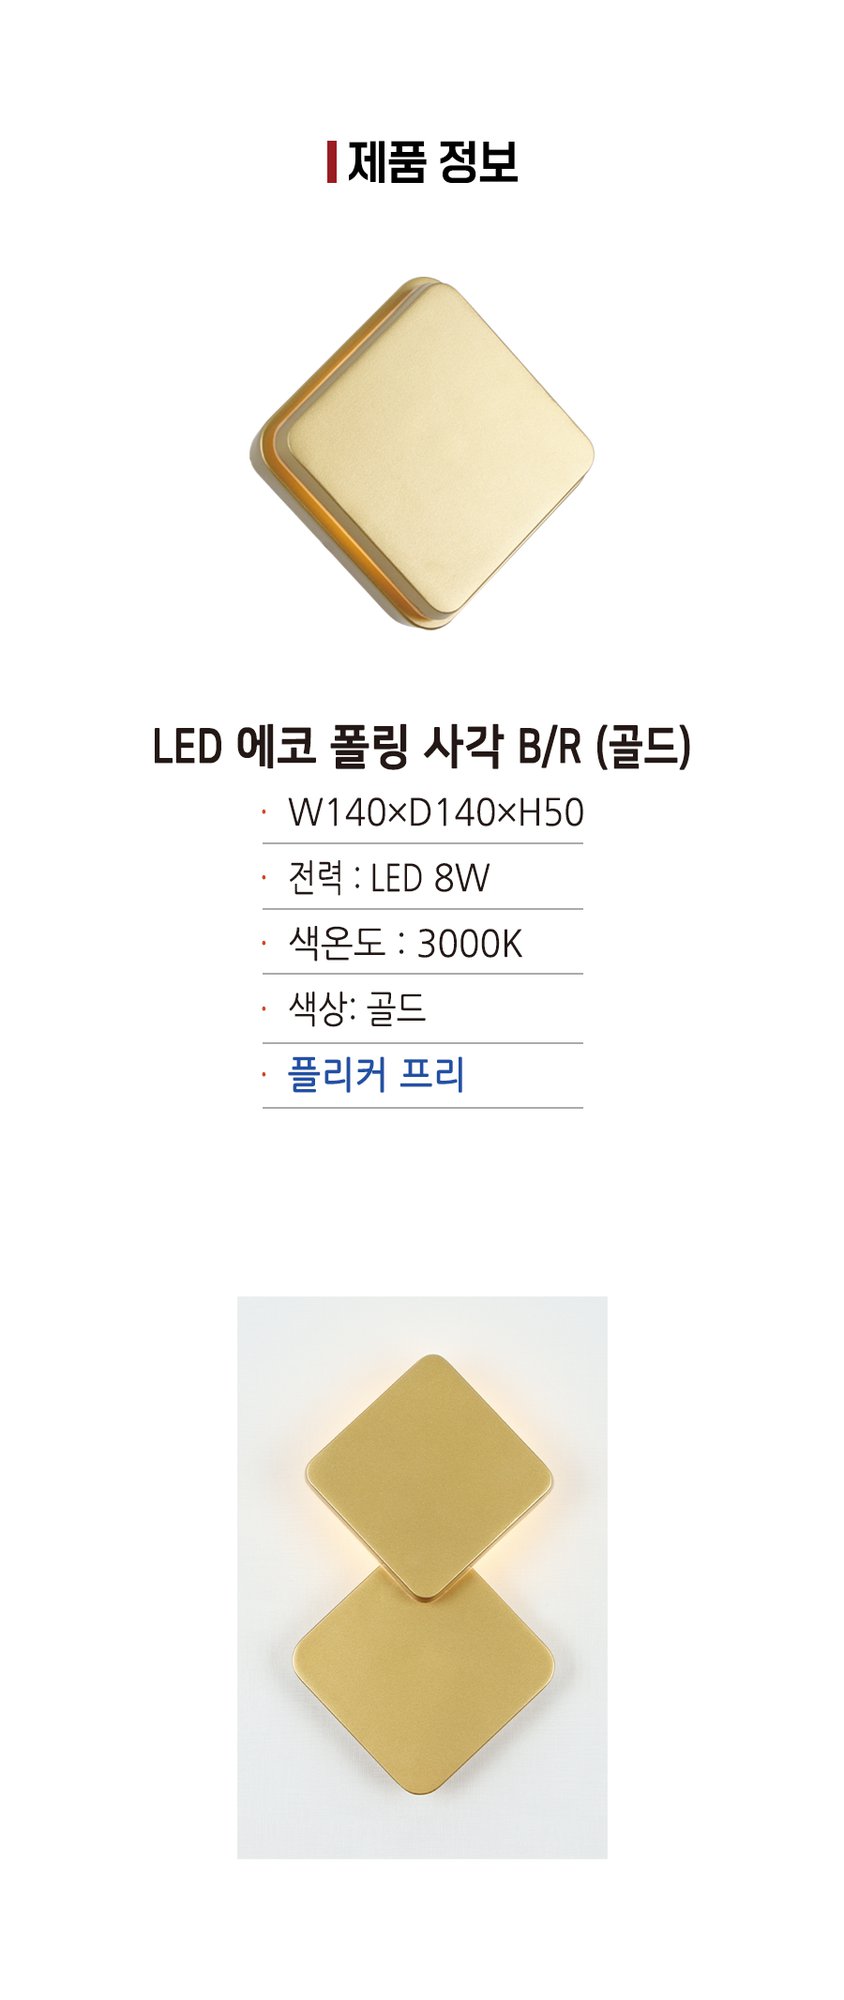 제품 정보
LED 에코 폴링 사각 B/R (골드)
· W140×D140×H50
· 전력 : LED 8W
· 색온도 : 3000K
· 색상: 골드
· 플리커 프리